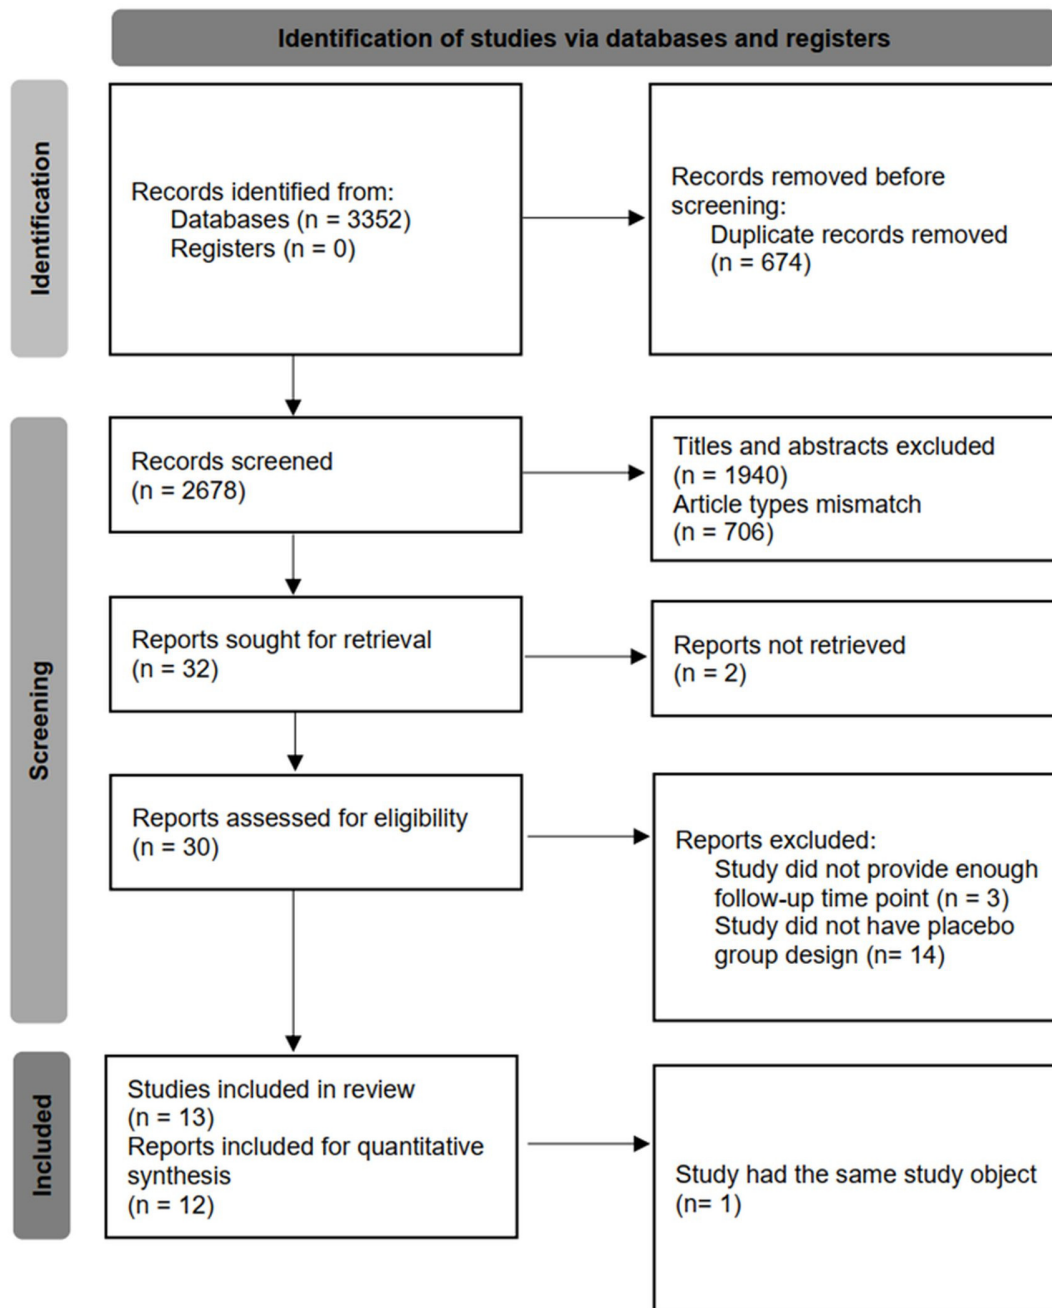 Identification of studies via databases and registers
Identification
Records identified from:
Databases (n = 3352)
Registers (n = 0)
Records removed before
screening:
Duplicate records removed
(n = 674)
Screening
Records screened
(n = 2678)
Titles and abstracts excluded
(n = 1940)
Article types mismatch
(n = 706)
Reports sought for retrieval
(n = 32)
Reports not retrieved
(n = 2)
Reports assessed for eligibility
(n = 30)
Reports excluded:
Study did not provide enough
follow-up time point (n = 3)
Study did not have placebo
group design (n= 14)
Included
Studies included in review
(n = 13)
Reports included for quantitative
synthesis
(n = 12)
Study had the same study object
(n= 1)